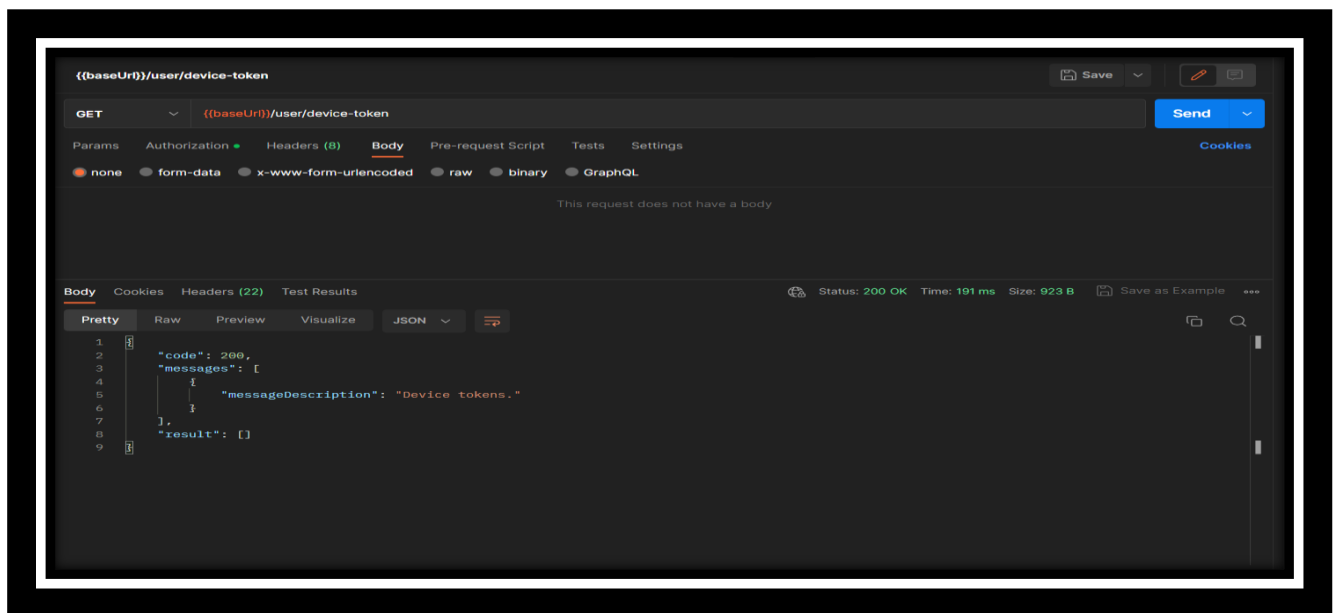 {{baseUrl}}/user/device-token Save
GET {{baseUrl}}/user/device-token Send
Params Authorization Headers (8) Body Pre-request Script Tests Settings Cookies
none form-data x-www-form-urlencoded raw binary GraphQL
This request does not have a body
Body Cookies Headers (22) Test Results Status: 200 OK Time: 191 ms Size: 923 B Save as Example
Pretty Raw Preview Visualize JSON
1 {
2 "code": 200,
3 "messages": [
4 {
5 "messageDescription": "Device tokens."
6 }
7 ],
8 "result": []
9 }